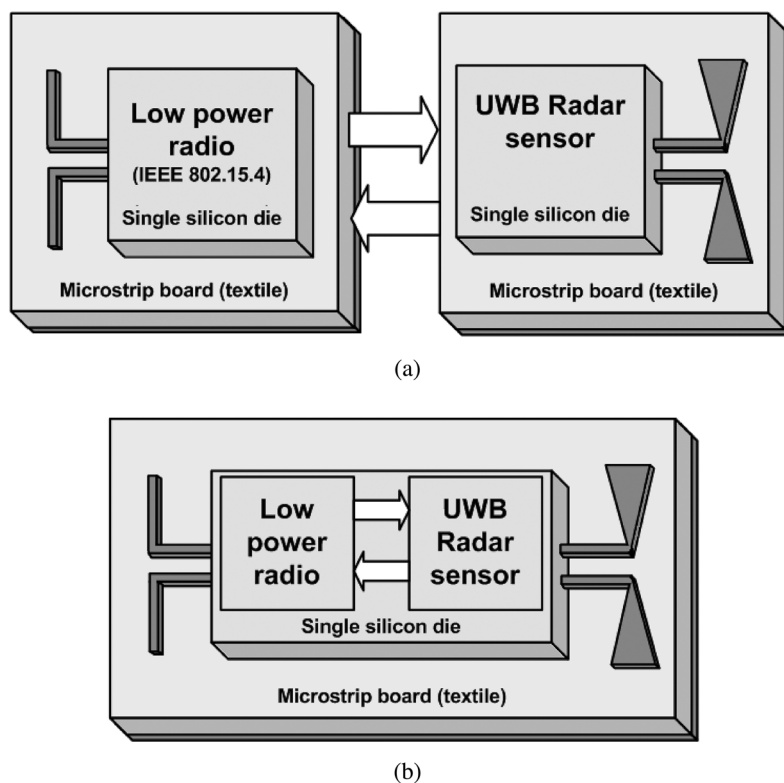 Low power
radio
(IEEE 802.15.4)
Single silicon die
Microstrip board (textile)
UWB Radar
sensor
Single silicon die
Microstrip board (textile)
(a)
Low
power
radio
UWB
Radar
sensor
Single silicon die
Microstrip board (textile)
(b)